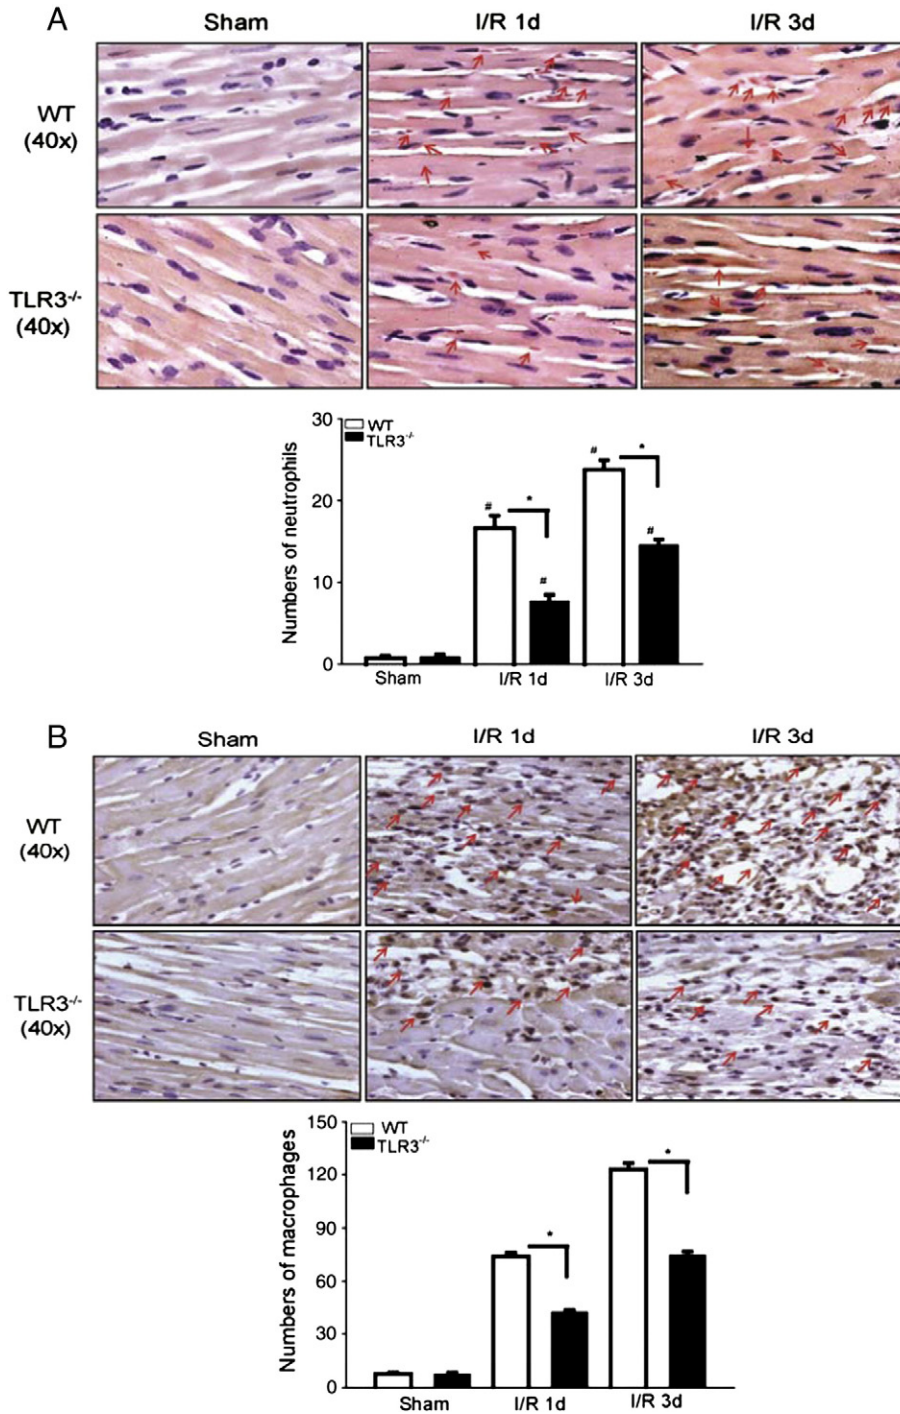 A
Sham I/R 1d I/R 3d
WT
(40x)
TLR3-/-
(40x)
30
20
10
0
Numbers of neutrophils
WT
TLR3-/-
# * # # * #
Sham I/R 1d I/R 3d
B
Sham I/R 1d I/R 3d
WT
(40x)
TLR3-/-
(40x)
150
120
90
60
30
0
Numbers of macrophages
WT
TLR3-/-
* *
Sham I/R 1d I/R 3d